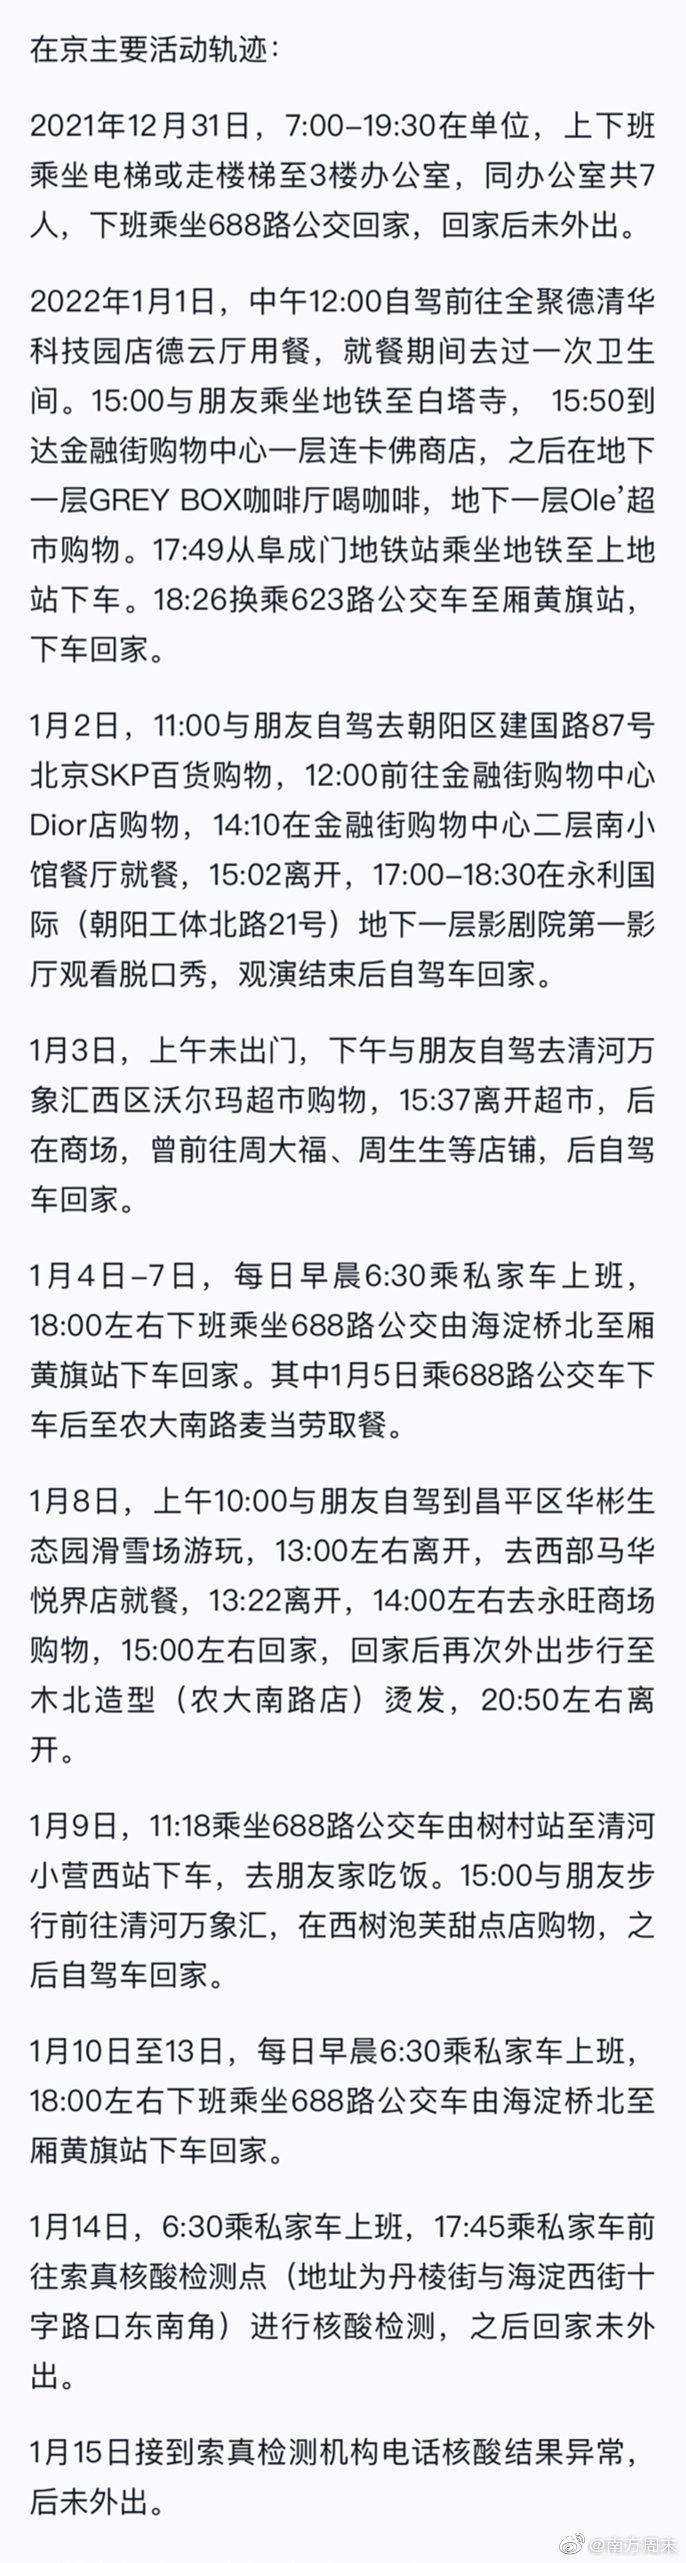 在京主要活动轨迹：
2021年12月31日，7:00-19:30在单位，上下班
乘坐电梯或走楼梯至3楼办公室，同办公室共7
人，下班乘坐688路公交回家，回家后未外出。
2022年1月1日，中午12:00自驾前往全聚德清华
科技园店德云厅用餐，就餐期间去过一次卫生
间。15:00与朋友乘坐地铁至白塔寺， 15:50到
达金融街购物中心一层连卡佛商店，之后在地下
一层GREY BOX咖啡厅喝咖啡，地下一层Ole’超
市购物。17:49从阜成门地铁站乘坐地铁至上地
站下车。18:26换乘623路公交车至厢黄旗站，
下车回家。
1月2日，11:00与朋友自驾去朝阳区建国路87号
北京SKP百货购物，12:00前往金融街购物中心
Dior店购物，14:10在金融街购物中心二层南小
馆餐厅就餐，15:02离开，17:00-18:30在永利国
际（朝阳工体北路21号）地下一层影剧院第一影
厅观看脱口秀，观演结束后自驾车回家。
1月3日，上午未出门，下午与朋友自驾去清河万
象汇西区沃尔玛超市购物，15:37离开超市，后
在商场，曾前往周大福、周生生等店铺，后自驾
车回家。
1月4日-7日，每日早晨6:30乘私家车上班，
18:00左右下班乘坐688路公交由海淀桥北至厢
黄旗站下车回家。其中1月5日乘688路公交车下
车后至农大南路麦当劳取餐。
1月8日，上午10:00与朋友自驾到昌平区华彬生
态园滑雪场游玩，13:00左右离开，去西部马华
悦界店就餐，13:22离开，14:00左右去永旺商场
购物，15:00左右回家，回家后再次外出步行至
木北造型（农大南路店）烫发，20:50左右离
开。
1月9日，11:18乘坐688路公交车由树村站至清河
小营西站下车，去朋友家吃饭。15:00与朋友步
行前往清河万象汇，在西树泡芙甜点店购物，之
后自驾车回家。
1月10日至13日，每日早晨6:30乘私家车上班，
18:00左右下班乘坐688路公交车由海淀桥北至
厢黄旗站下车回家。
1月14日，6:30乘私家车上班，17:45乘私家车前
往索真核酸检测点（地址为丹棱街与海淀西街十
字路口东南角）进行核酸检测，之后回家未外
出。
1月15日接到索真检测机构电话核酸结果异常，
后未外出。
@南方周末